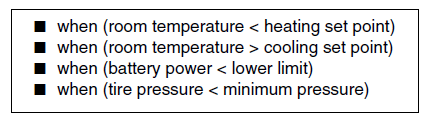 ■ when (room temperature < heating set point)
■ when (room temperature > cooling set point)
■ when (battery power < lower limit)
■ when (tire pressure < minimum pressure)